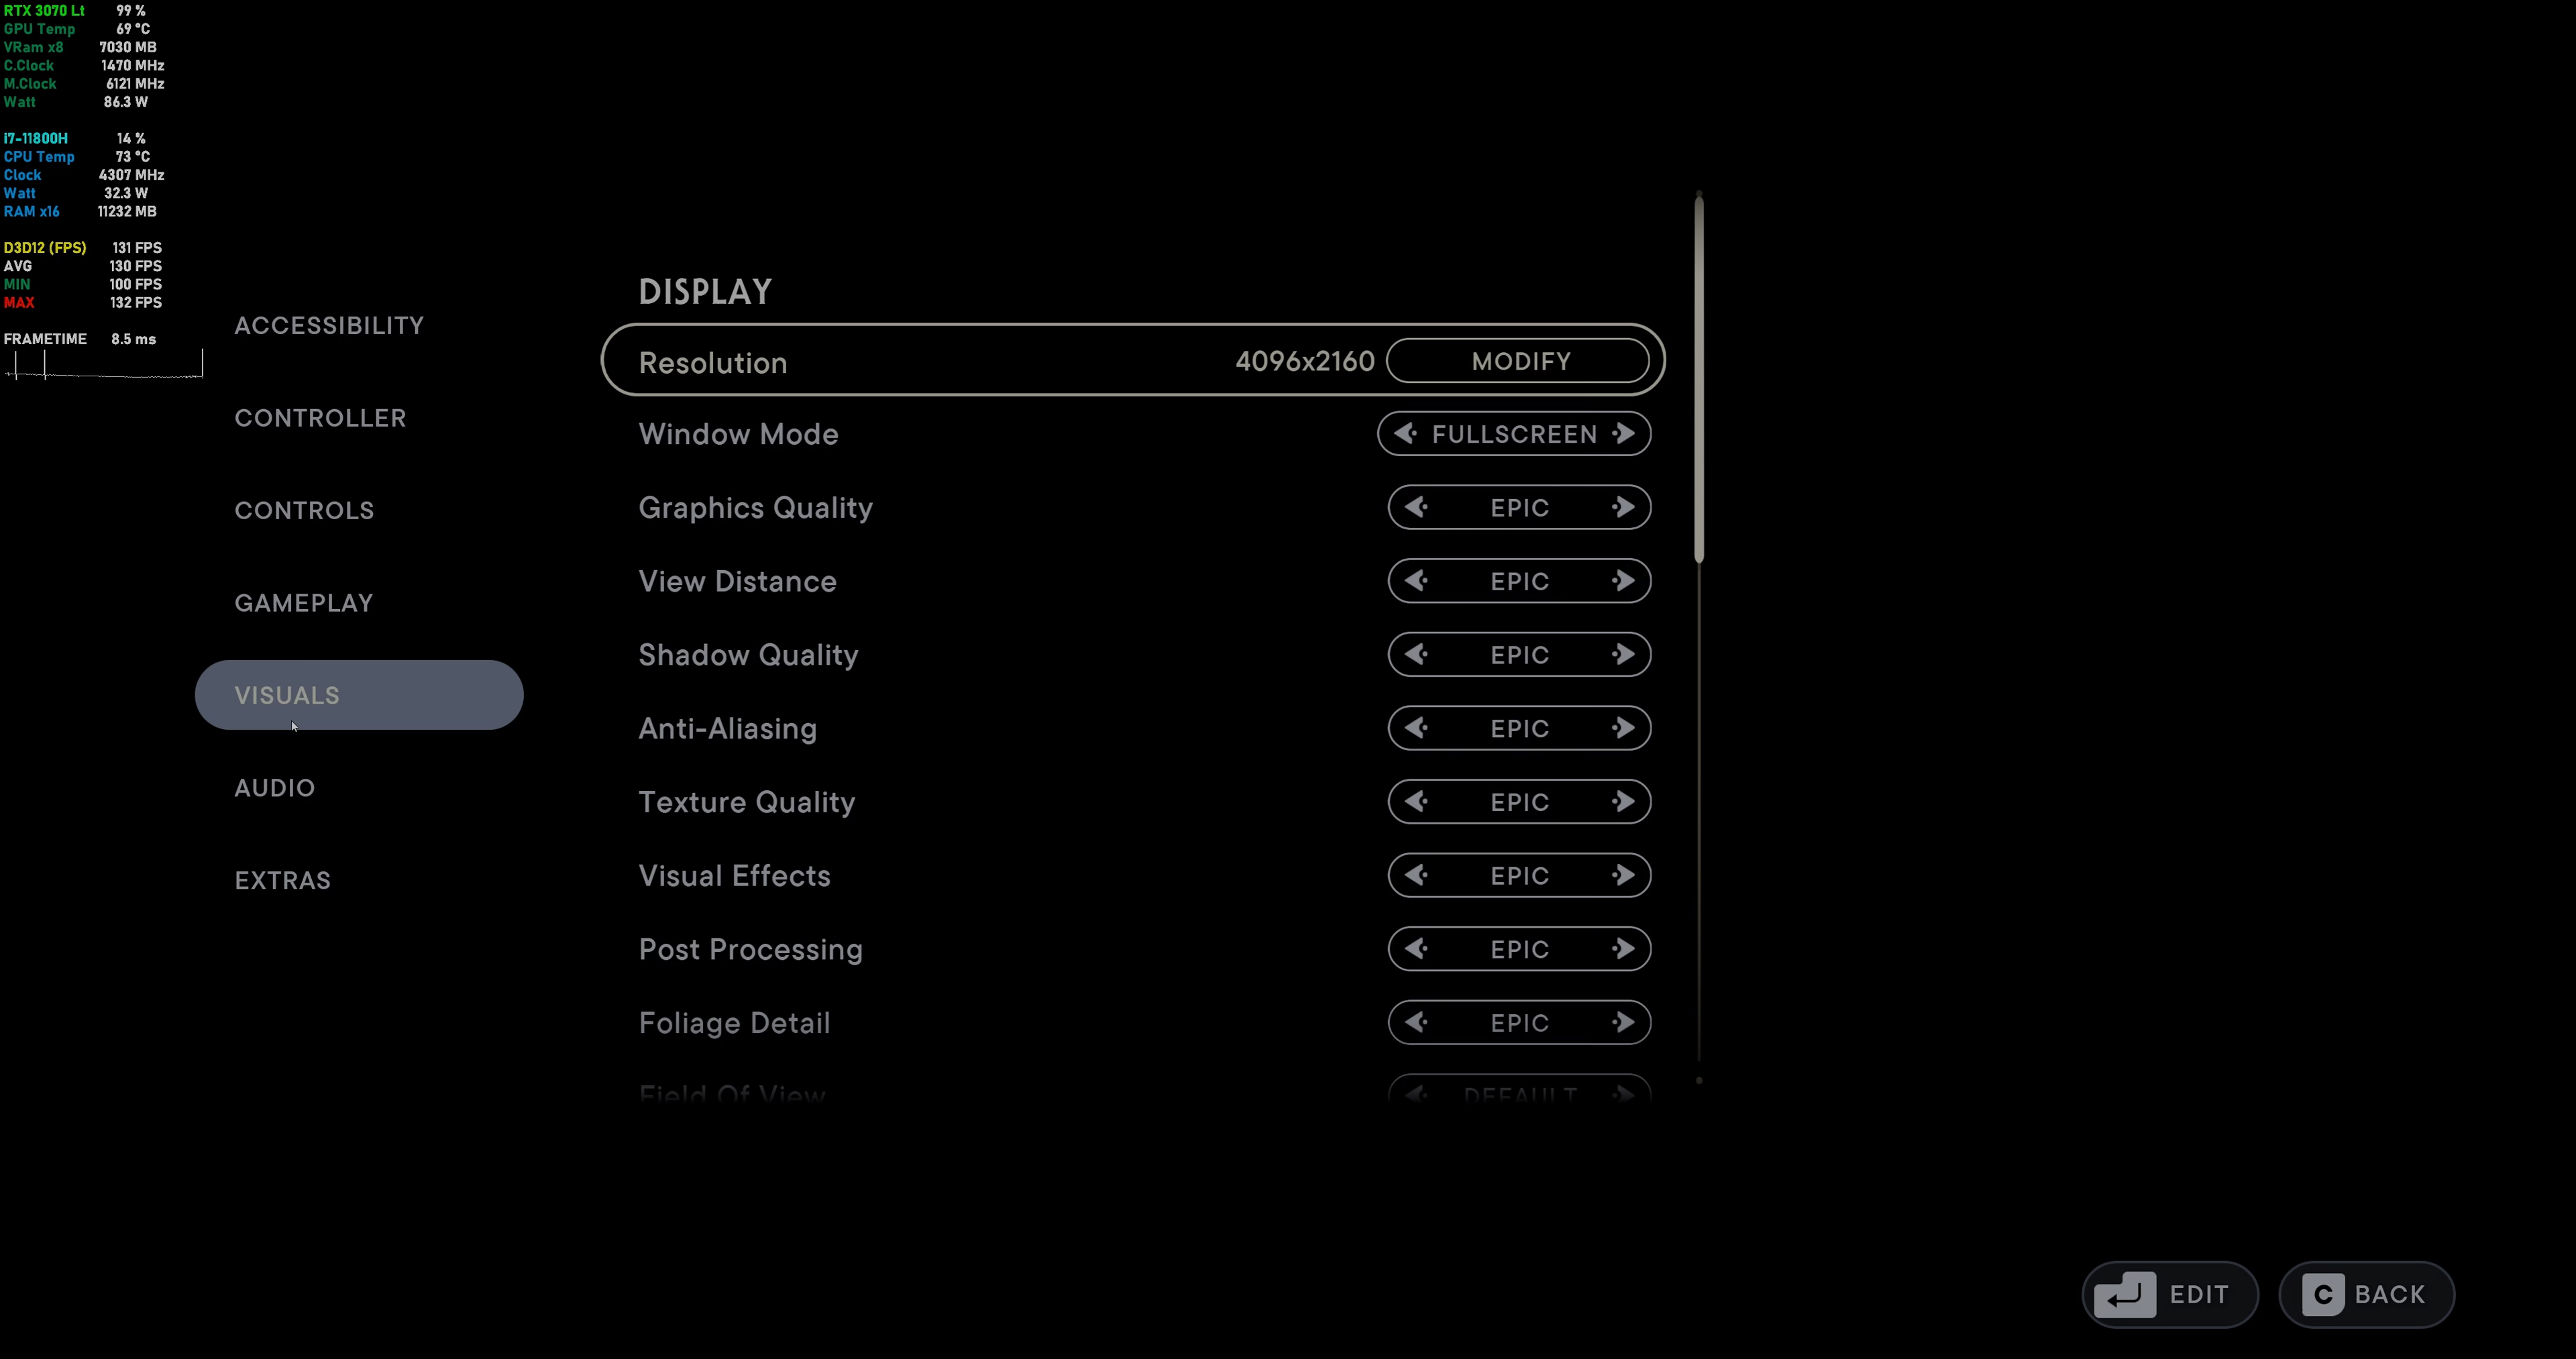 RTX 3070 Lt 99 %
GPU Temp 69 °C
VRam x8 7030 MB
C.Clock 1470 MHz
M.Clock 6121 MHz
Watt 86.3 W
i7-11800H 14 %
CPU Temp 73 °C
Clock 4307 MHz
Watt 32.3 W
RAM x16 11232 MB
D3D12 (FPS) 131 FPS
AVG 130 FPS
MIN 100 FPS
MAX 132 FPS
FRAMETIME 8.5 ms
ACCESSIBILITY
CONTROLLER
CONTROLS
GAMEPLAY
VISUALS
AUDIO
EXTRAS
DISPLAY
Resolution 4096x2160 MODIFY
Window Mode FULLSCREEN
Graphics Quality EPIC
View Distance EPIC
Shadow Quality EPIC
Anti-Aliasing EPIC
Texture Quality EPIC
Visual Effects EPIC
Post Processing EPIC
Foliage Detail EPIC
Field Of View DEFAULT
EDIT
C BACK